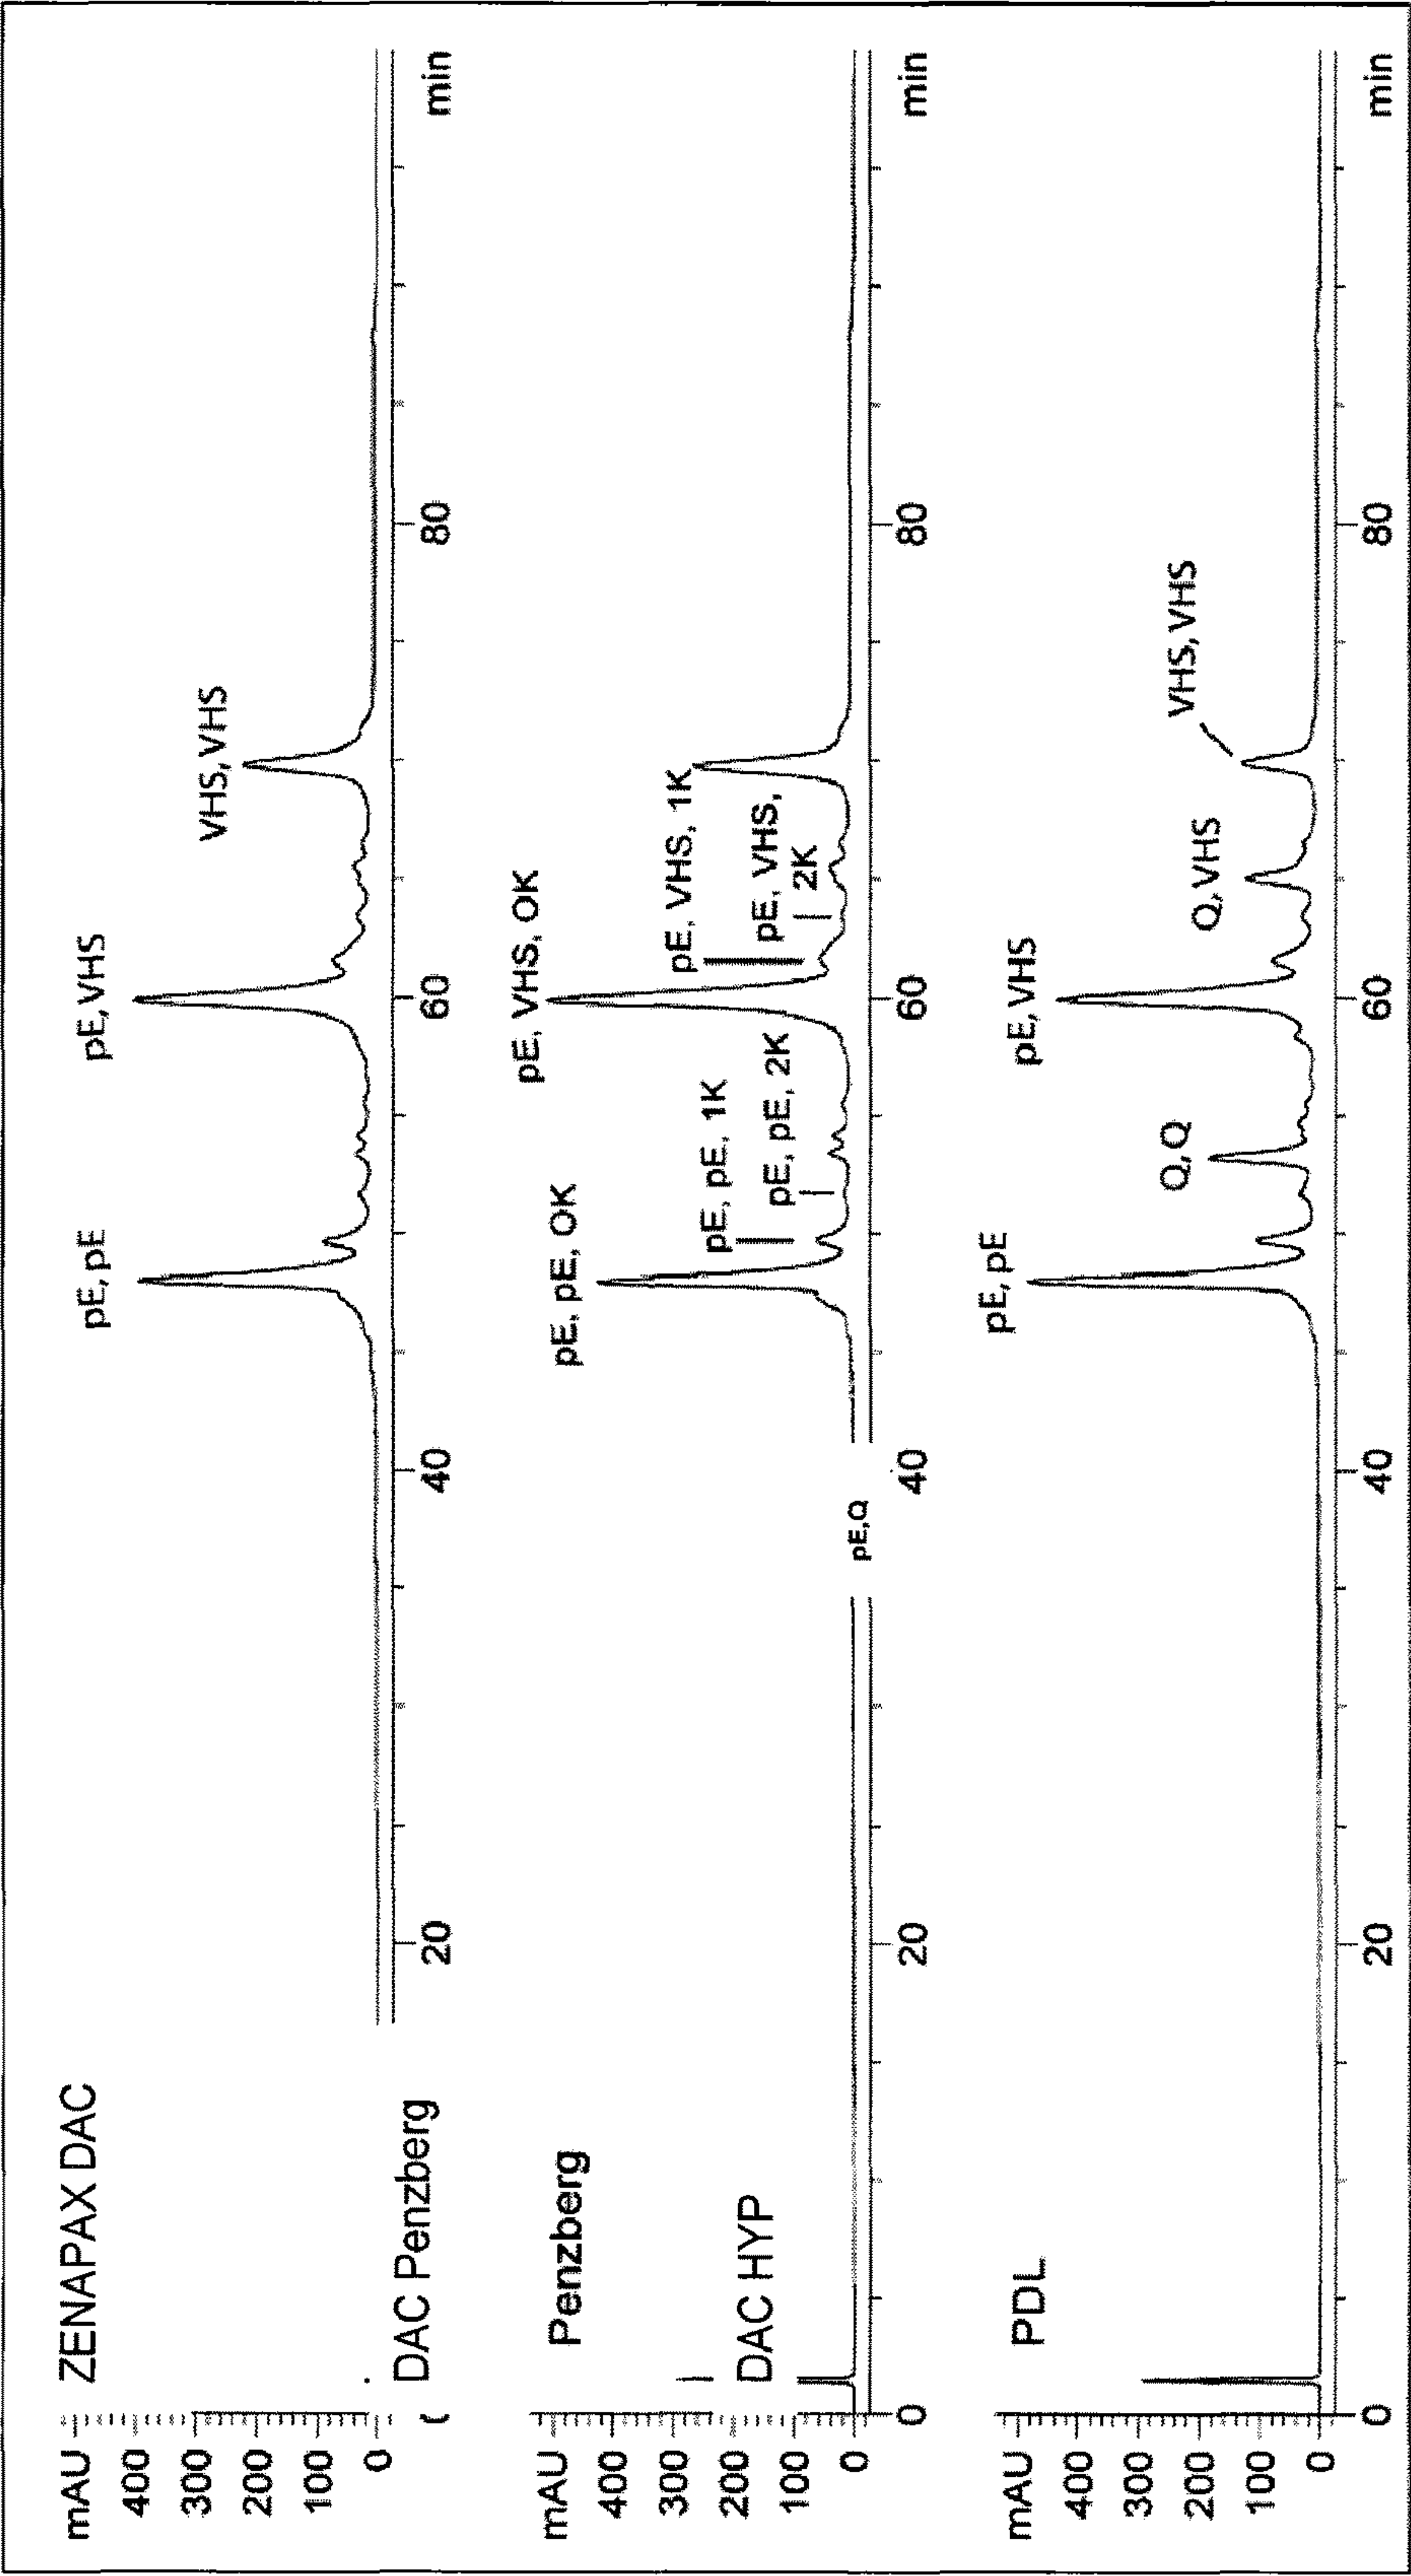 mAU
ZENAPAX DAC
400
300
200
100
0
pE, pE
pE, VHS
VHS, VHS
20
40
60
80
min
DAC Penzberg
mAU
Penzberg
400
300
200
100
0
DAC HYP
pE, pE, OK
pE, pE, 1K
pE, pE, 2K
pE, VHS, OK
pE, VHS, 1K
pE, VHS,
2K
pE,Q
0
20
40
60
80
min
mAU
PDL
400
300
200
100
0
pE, pE
Q, Q
pE, VHS
Q, VHS
VHS, VHS
0
20
40
60
80
min